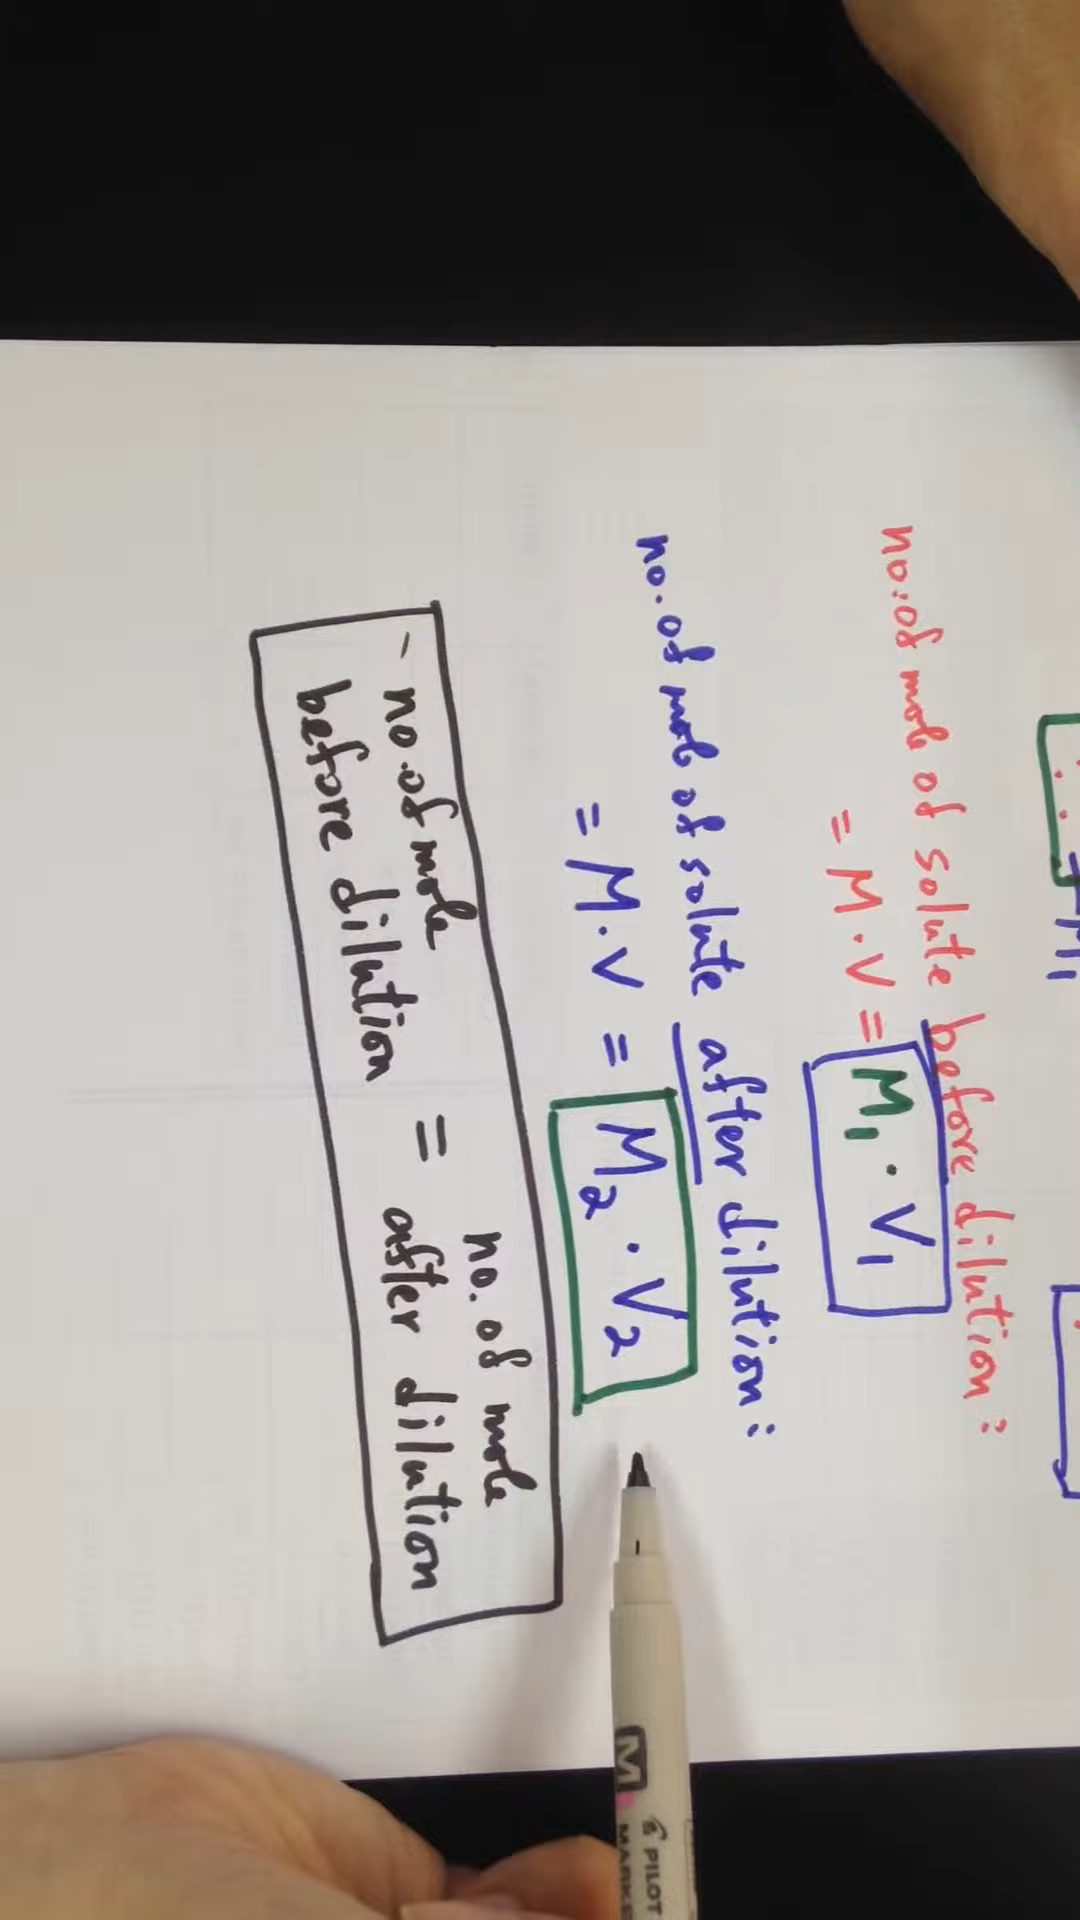 M₁
no. of mole of solute before dilution :
= M · V = M₁ · V₁
no. of mole of solute after dilution :
= M · V = M₂ · V₂
no. of mole
before dilution = no. of mole
after dilution
M
PILOT